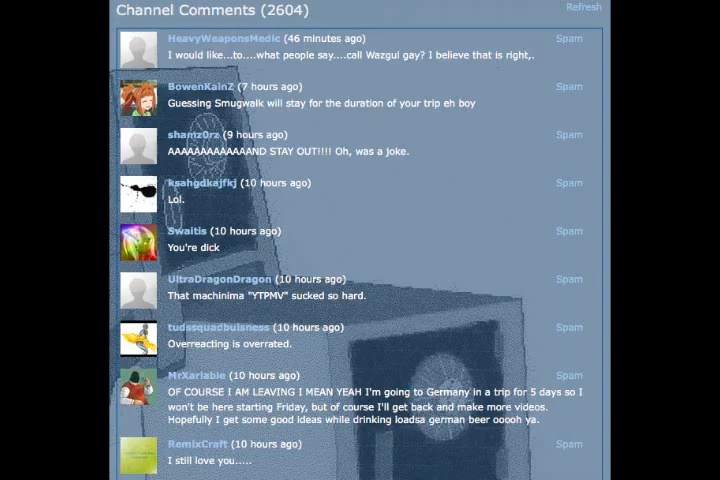 Channel Comments (2604)
Refresh
HeavyWeaponsMedic (46 minutes ago)
Spam
I would like...to....what people say....call Wazgul gay? I believe that is right,.
BowenKainZ (7 hours ago)
Spam
Guessing Smugwalk will stay for the duration of your trip eh boy
shamz0rz (9 hours ago)
Spam
AAAAAAAAAAAAND STAY OUT!!!! Oh, was a joke.
ksahgdkajfkj (10 hours ago)
Spam
Lol.
Swaitis (10 hours ago)
Spam
You're dick
UltraDragonDragon (10 hours ago)
Spam
That machinima "YTPMV" sucked so hard.
tudssquadbuisness (10 hours ago)
Spam
Overreacting is overrated.
MrXarlable (10 hours ago)
Spam
OF COURSE I AM LEAVING I MEAN YEAH I'm going to Germany in a trip for 5 days so I
won't be here starting Friday, but of course I'll get back and make more videos.
Hopefully I get some good ideas while drinking loadsa german beer ooooh ya.
RemixCraft (10 hours ago)
Spam
I still love you.....